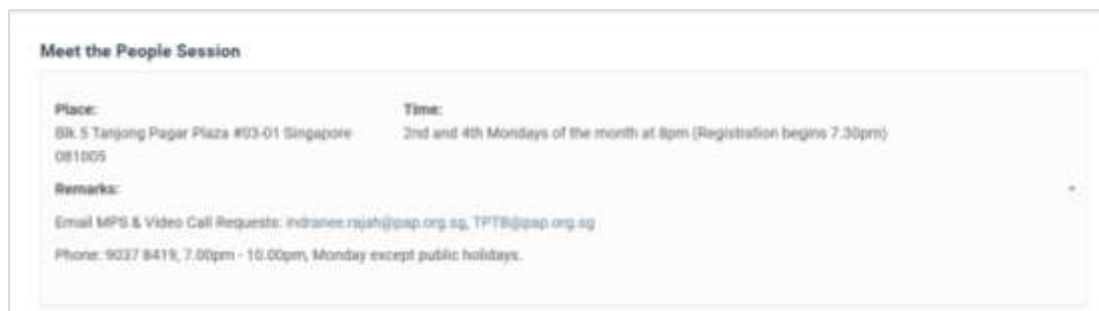 Meet the People Session
Place:
Time:
Blk 5 Tanjong Pagar Plaza #03-01 Singapore
081005
2nd and 4th Mondays of the month at 8pm (Registration begins 7.30pm)
Remarks:
Email MPS & Video Call Requests: indranee.rajah@pap.org.sg, TPTB@pap.org.sg
Phone: 9037 8419, 7.00pm - 10.00pm, Monday except public holidays.